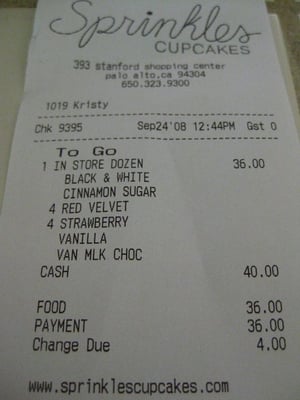 Sprinkles
CUPCAKES
393 stanford shopping center
palo alto,ca 94304
650.323.9300
1019 Kristy
Chk 9395 Sep24'08 12:44PM Gst 0
To Go
1 IN STORE DOZEN 36.00
BLACK & WHITE
CINNAMON SUGAR
4 RED VELVET
4 STRAWBERRY
VANILLA
VAN MLK CHOC
CASH 40.00
FOOD 36.00
PAYMENT 36.00
Change Due 4.00
www.sprinklescupcakes.com